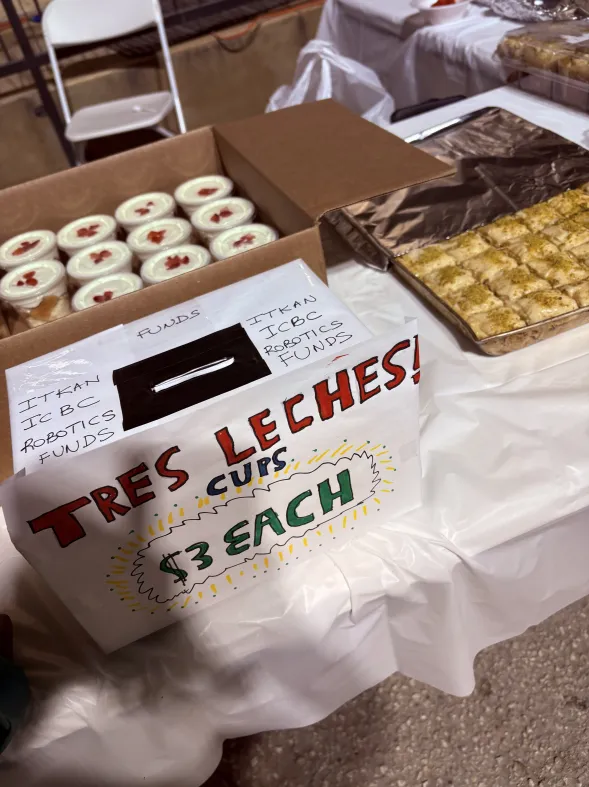 FUNDS
ITKAN
ICBC
ROBOTICS
FUNDS
ITKAN
ICBC
ROBOTICS
FUNDS
TRES LECHES!
CUPS
$3 EACH